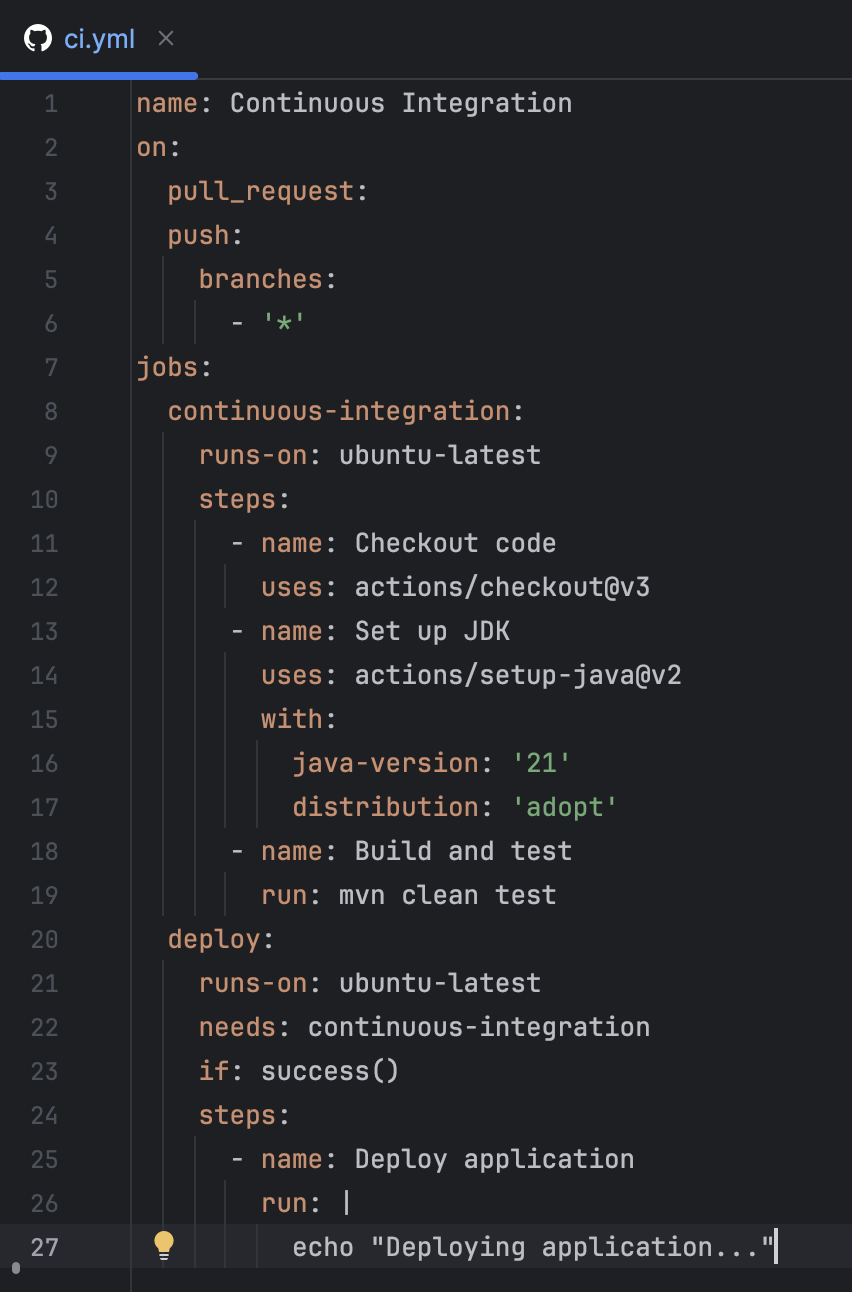 ci.yml
1 name: Continuous Integration
2 on:
3   pull_request:
4   push:
5     branches:
6       - '*'
7 jobs:
8   continuous-integration:
9     runs-on: ubuntu-latest
10     steps:
11       - name: Checkout code
12         uses: actions/checkout@v3
13       - name: Set up JDK
14         uses: actions/setup-java@v2
15         with:
16           java-version: '21'
17           distribution: 'adopt'
18       - name: Build and test
19         run: mvn clean test
20   deploy:
21     runs-on: ubuntu-latest
22     needs: continuous-integration
23     if: success()
24     steps:
25       - name: Deploy application
26         run: |
27           echo "Deploying application..."